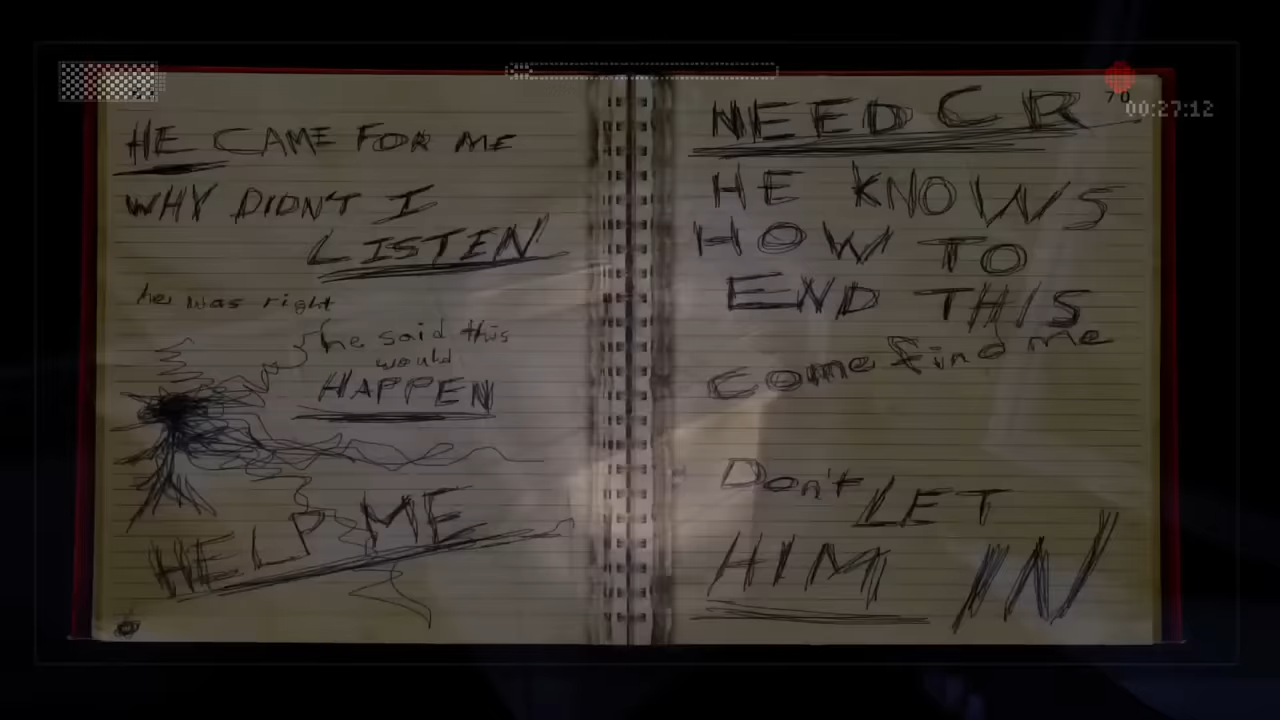 HE CAME FOR ME
WHY DIDN'T I
LISTEN!
he was right
he said this
would
HAPPEN
HELP ME
70
00:27:12
NEED C R
HE KNOWS
HOW TO
END THIS
come find me
Don't LET
HIM IN